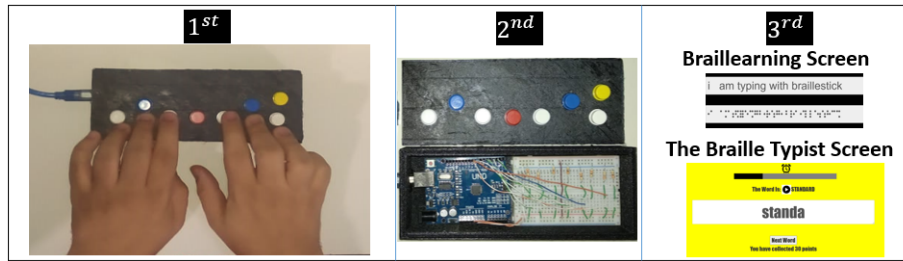 1st
2nd
UNO
3rd
Braillearning Screen
i am typing with braillestick
The Braille Typist Screen
The Word Is: STANDARD
standa
Next Word
You have collected 30 points